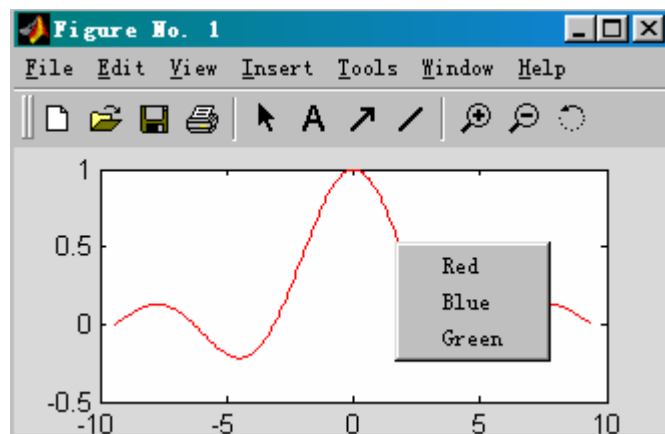 Figure No. 1
File Edit View Insert Tools Window Help
A
1
0.5
0
-0.5
-10 -5 0 5 10
Red
Blue
Green